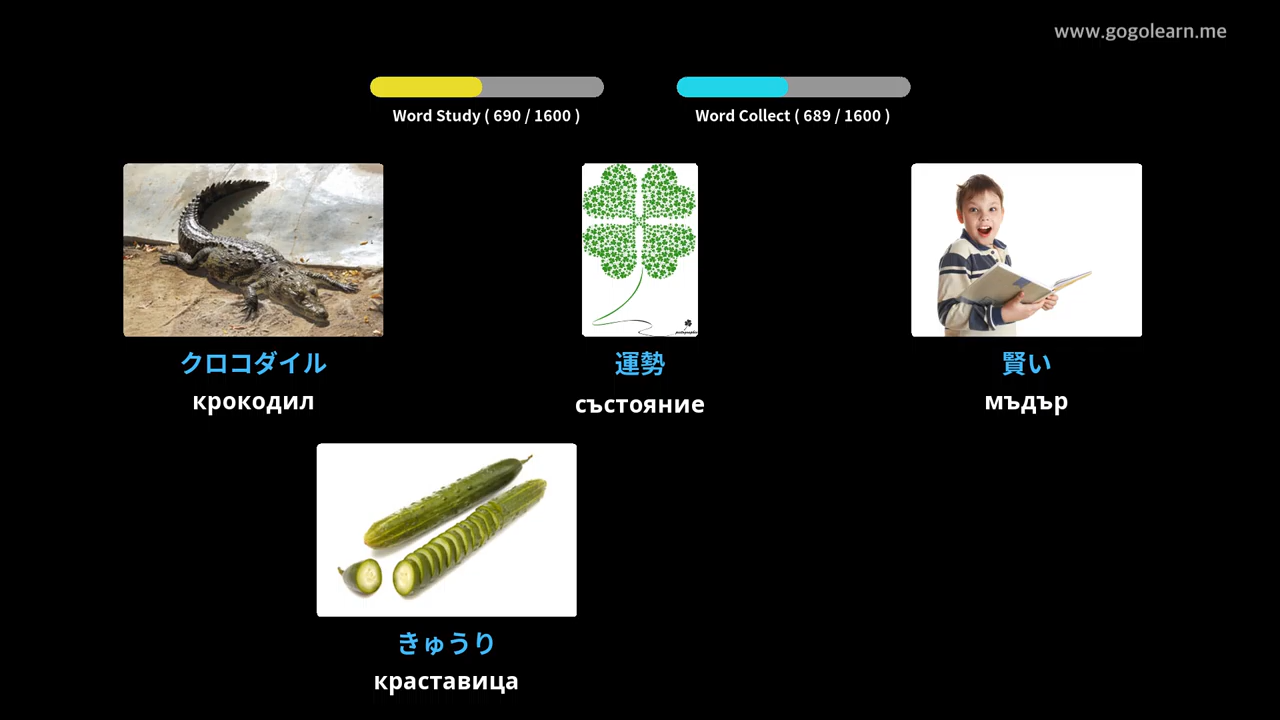 www.gogolearn.me
Word Study ( 690 / 1600 )
Word Collect ( 689 / 1600 )
クロコダイル
крокодил
運勢
състояние
賢い
мъдър
きゅうり
краставица